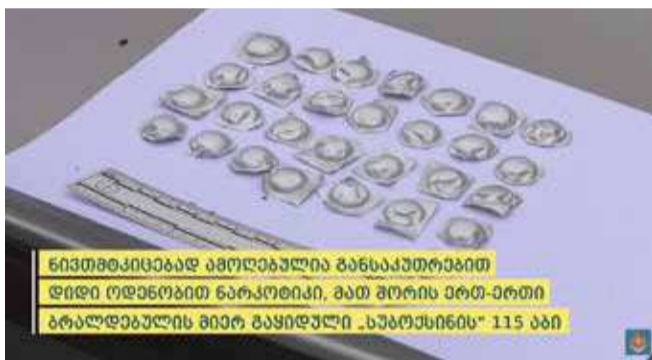 ნივთმტკიცებად ამოღებულია განსაკუთრებით
დიდი ოდენობით ნარკოტიკი, მათ შორის ერთ-ერთი
ბრალდებულის მიერ გაყიდული „სუბოქსინის“ 115 აბი